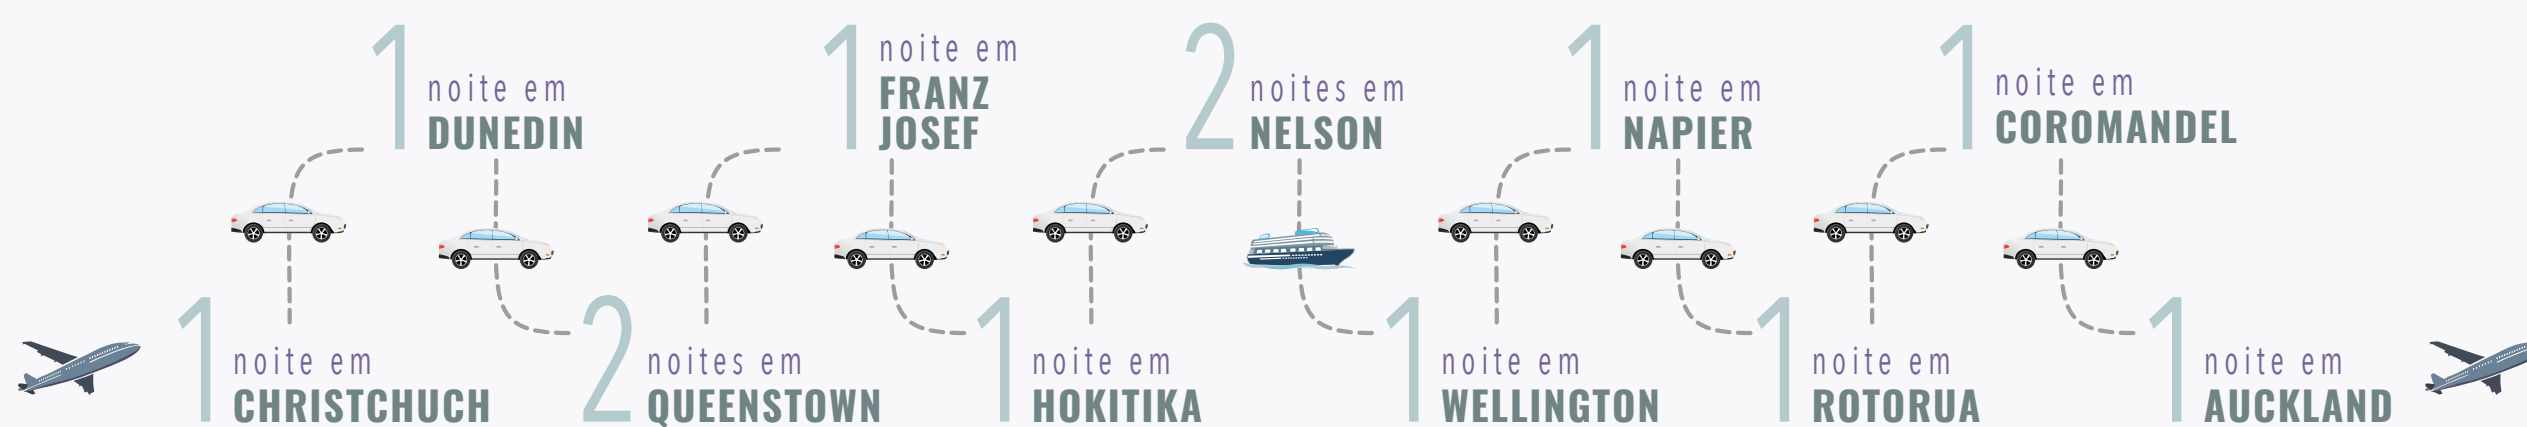 1
noite em
CHRISTCHUCH
1
noite em
DUNEDIN
2
noites em
QUEENSTOWN
1
noite em
FRANZ
JOSEF
1
noite em
HOKITIKA
2
noites em
NELSON
1
noite em
WELLINGTON
1
noite em
NAPIER
1
noite em
ROTORUA
1
noite em
COROMANDEL
1
noite em
AUCKLAND